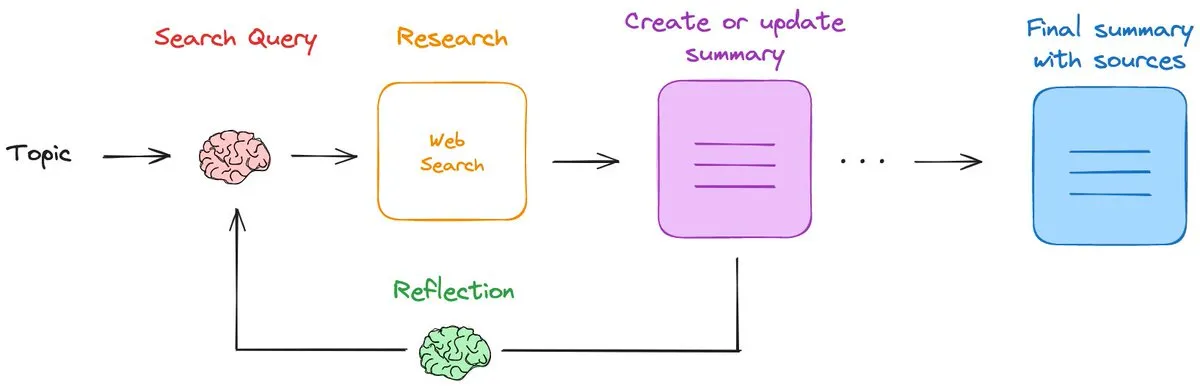 Search Query
Research
Create or update
summary
Final summary
with sources
Topic
Web
Search
...
Reflection